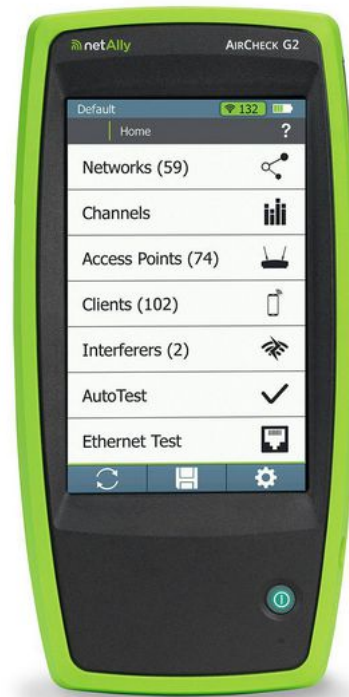 netAlly AIRCHECK G2
Default 132
Home ?
Networks (59)
Channels
Access Points (74)
Clients (102)
Interferers (2)
AutoTest
Ethernet Test